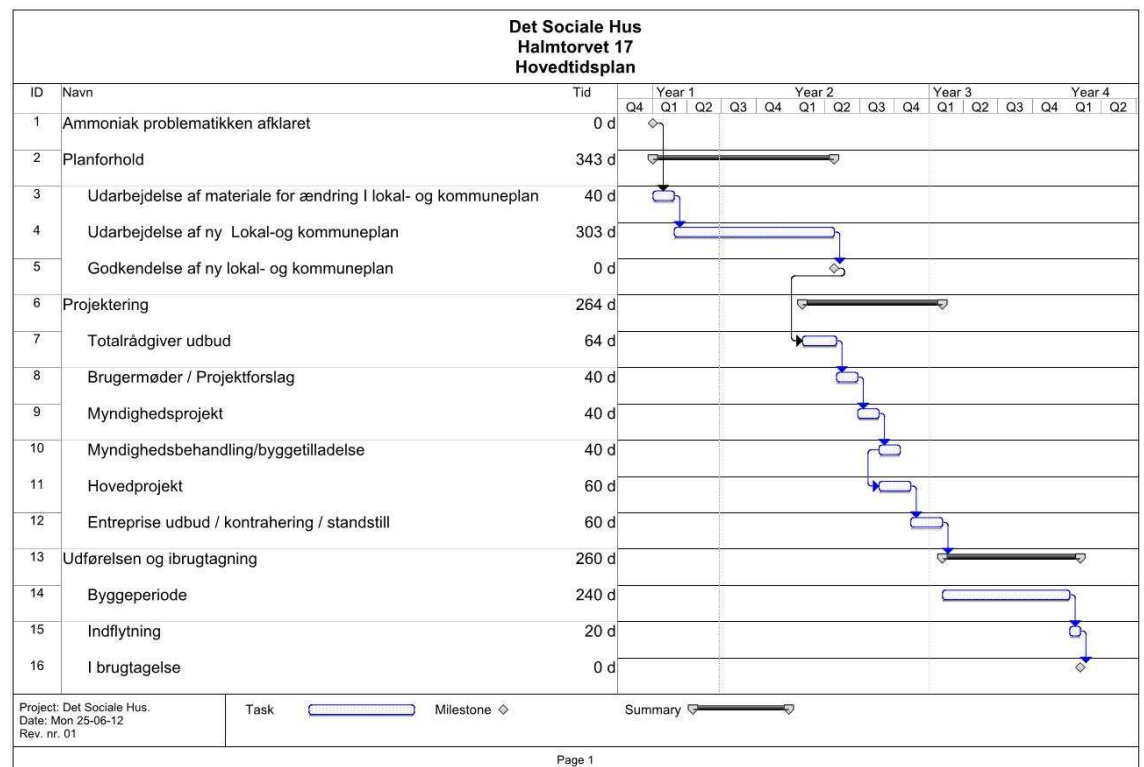 Det Sociale Hus
Halmtorvet 17
Hovedtidsplan
ID Navn Tid Year 1 Year 2 Year 3 Year 4
Q4 Q1 Q2 Q3 Q4 Q1 Q2 Q3 Q4 Q1 Q2 Q3 Q4 Q1 Q2
1 Ammoniak problematikken afklaret 0 d
2 Planforhold 343 d
3 Udarbejdelse af materiale for ændring I lokal- og kommuneplan 40 d
4 Udarbejdelse af ny Lokal-og kommuneplan 303 d
5 Godkendelse af ny lokal- og kommuneplan 0 d
6 Projektering 264 d
7 Totalrådgiver udbud 64 d
8 Brugermøder / Projektforslag 40 d
9 Myndighedsprojekt 40 d
10 Myndighedsbehandling/byggetilladelse 40 d
11 Hovedprojekt 60 d
12 Entreprise udbud / kontrahering / standstill 60 d
13 Udførelsen og ibrugtagning 260 d
14 Byggeperiode 240 d
15 Indflytning 20 d
16 I brugtagelse 0 d
Project: Det Sociale Hus.
Date: Mon 25-06-12
Rev. nr. 01
Task Milestone Summary
Page 1